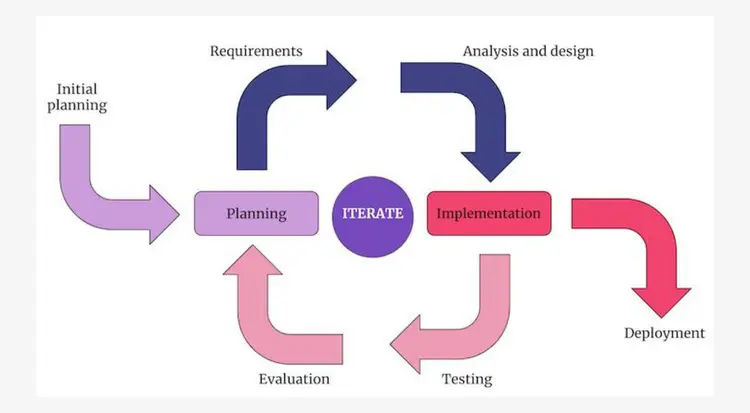 Requirements
Analysis and design
Initial
planning
Planning
ITERATE
Implementation
Deployment
Evaluation
Testing